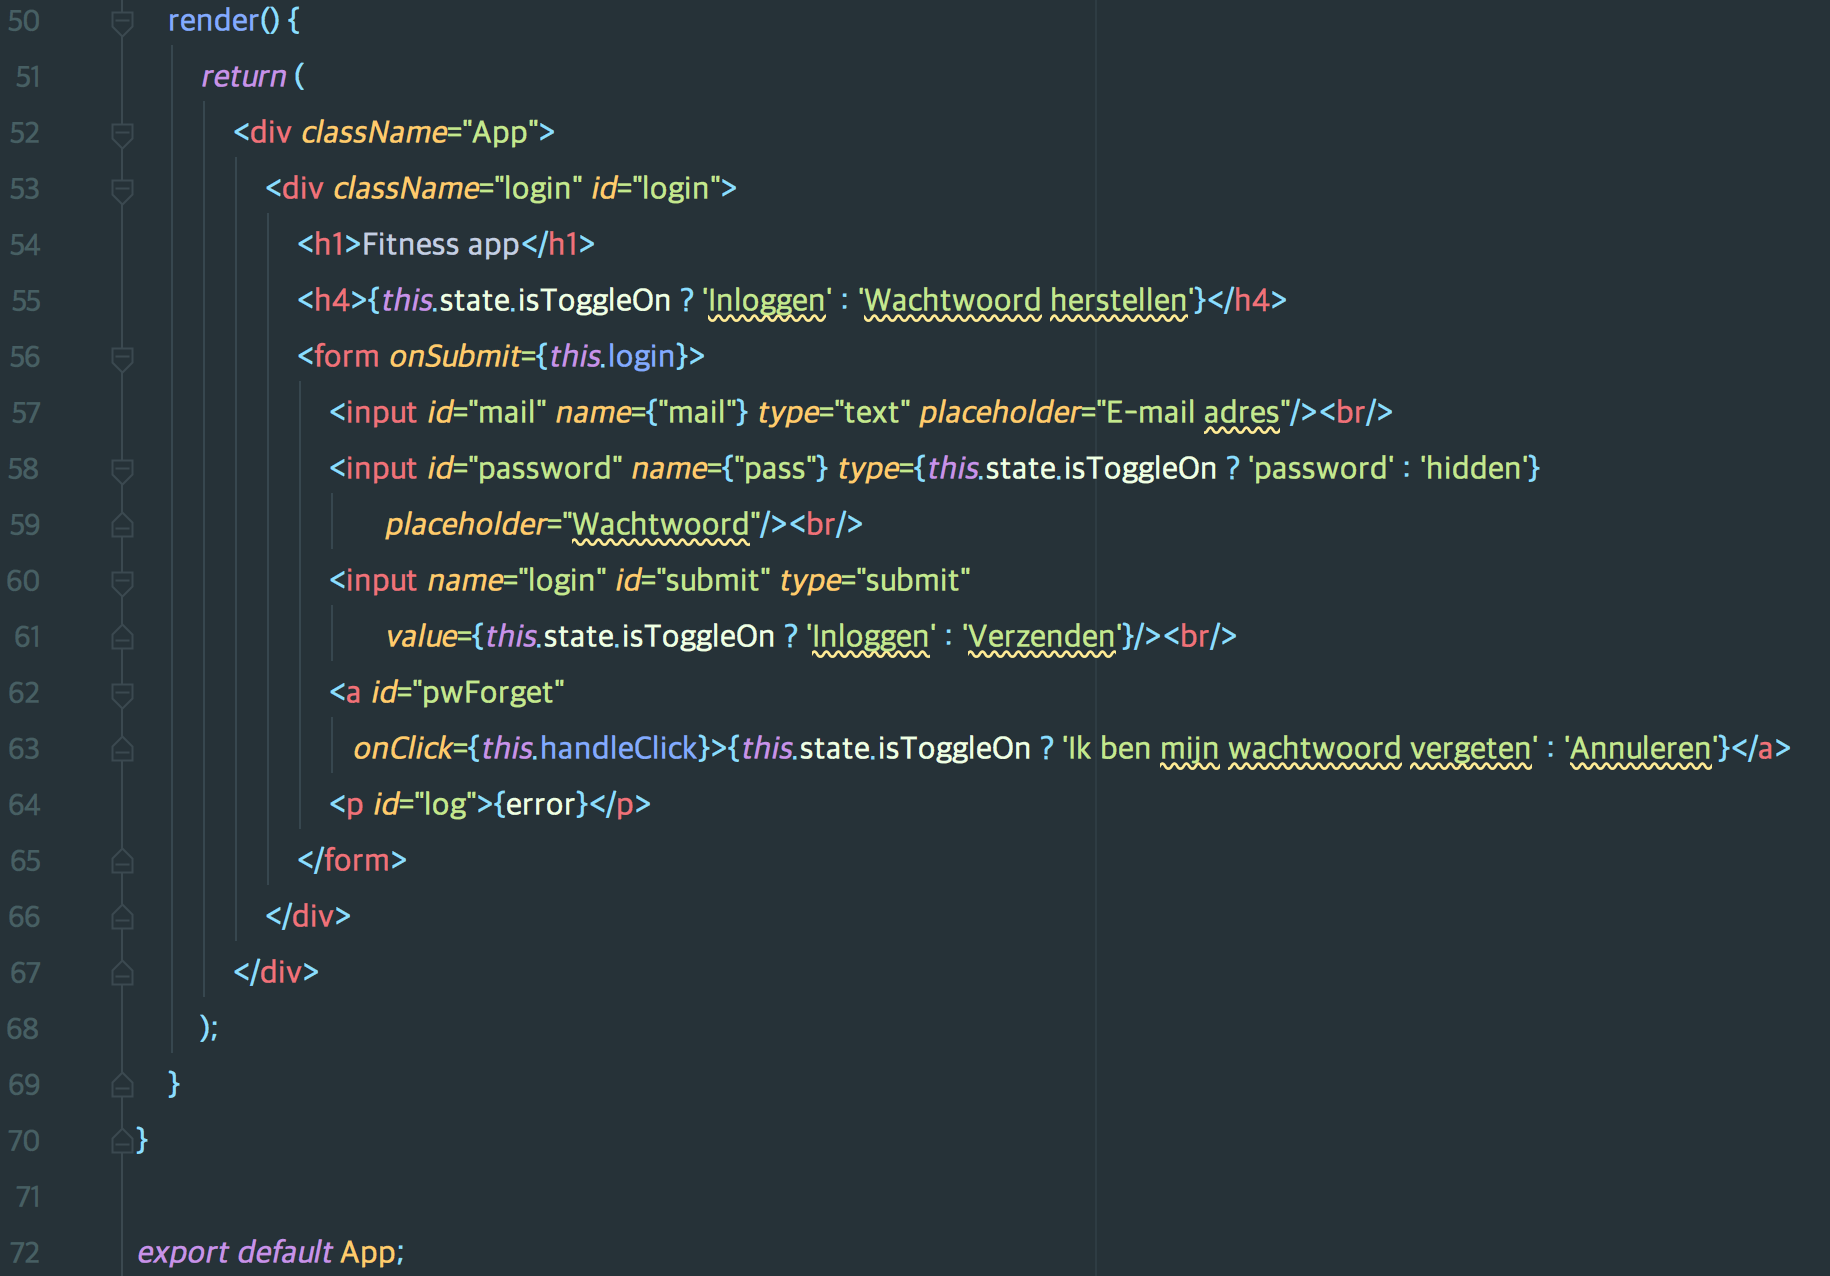 50 render() {
51 return (
52 <div className="App">
53 <div className="login" id="login">
54 <h1>Fitness app</h1>
55 <h4>{this.state.isToggleOn ? 'Inloggen' : 'Wachtwoord herstellen'}</h4>
56 <form onSubmit={this.login}>
57 <input id="mail" name={"mail"} type="text" placeholder="E-mail adres"/><br/>
58 <input id="password" name={"pass"} type={this.state.isToggleOn ? 'password' : 'hidden'}
59 placeholder="Wachtwoord"/><br/>
60 <input name="login" id="submit" type="submit"
61 value={this.state.isToggleOn ? 'Inloggen' : 'Verzenden'}/><br/>
62 <a id="pwForget"
63 onClick={this.handleClick}>{this.state.isToggleOn ? 'Ik ben mijn wachtwoord vergeten' : 'Annuleren'}</a>
64 <p id="log">{error}</p>
65 </form>
66 </div>
67 </div>
68 );
69 }
70 }
71
72 export default App;